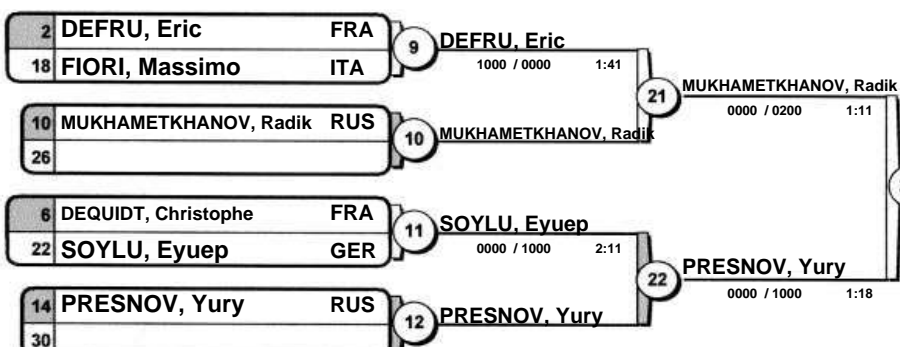 2 DEFRU, Eric FRA
18 FIORI, Massimo ITA
9
DEFRU, Eric
1000 / 0000 1:41
10 MUKHAMETKHANOV, Radik RUS
26
10
MUKHAMETKHANOV, Radik
21
MUKHAMETKHANOV, Radik
0000 / 0200 1:11
6 DEQUIDT, Christophe FRA
22 SOYLU, Eyuep GER
11
SOYLU, Eyuep
0000 / 1000 2:11
14 PRESNOV, Yury RUS
30
12
PRESNOV, Yury
22
PRESNOV, Yury
0000 / 1000 1:18